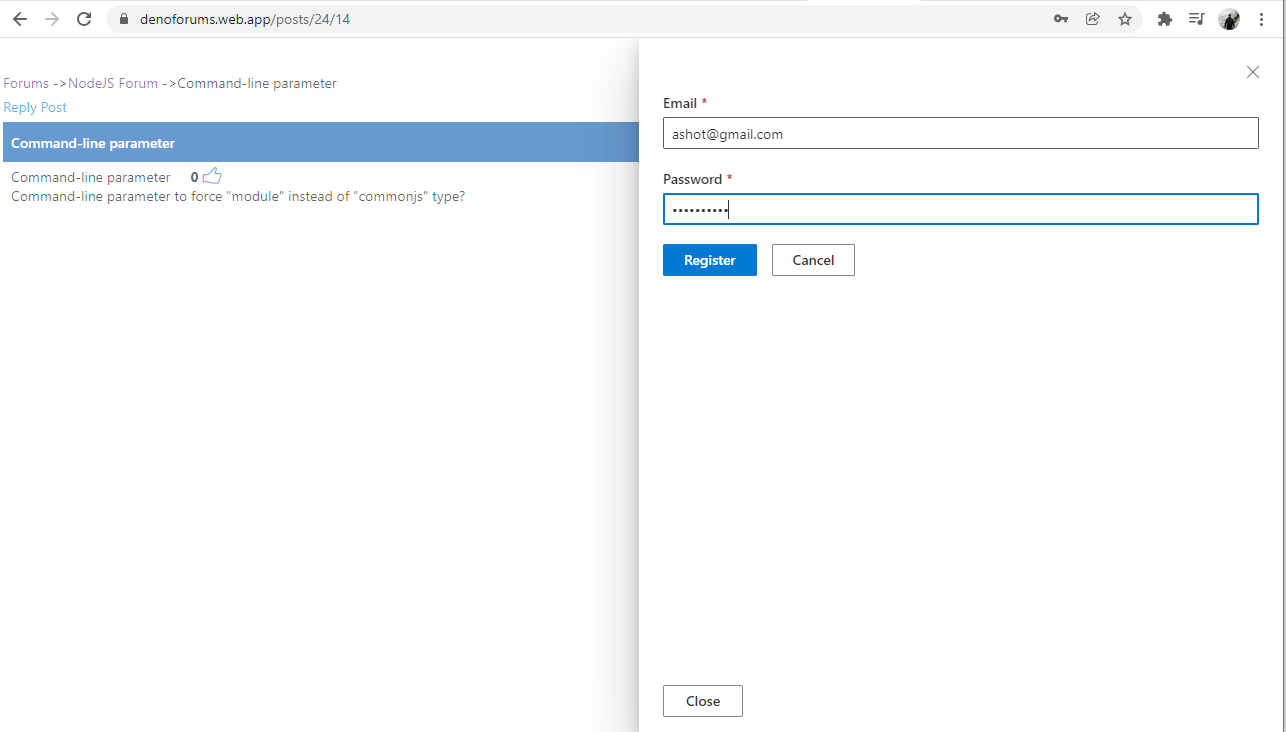 denoforums.web.app/posts/24/14
Forums ->NodeJS Forum ->Command-line parameter
Reply Post
Command-line parameter
Command-line parameter 0
Command-line parameter to force "module" instead of "commonjs" type?
Email *
ashot@gmail.com
Password *
••••••••••
Register Cancel
Close